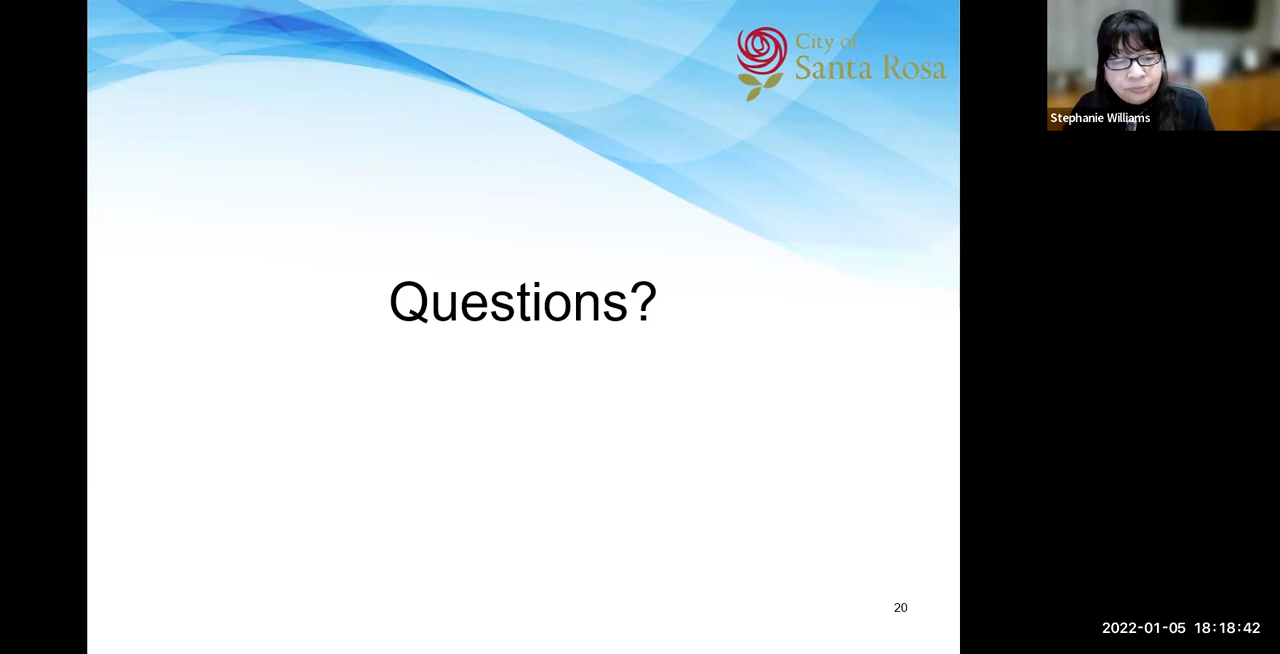 City of
Santa Rosa
Stephanie Williams
Questions?
20
2022-01-05 18:18:42